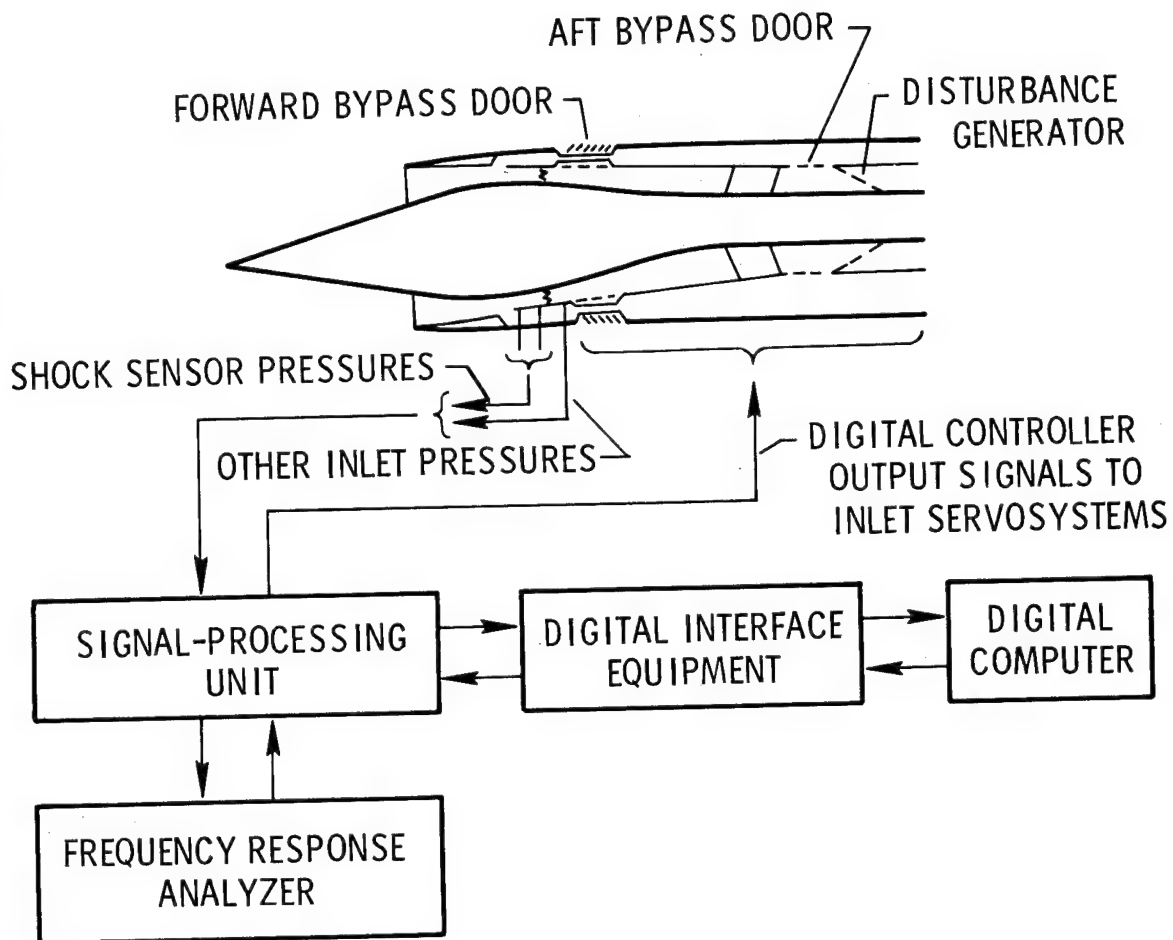 AFT BYPASS DOOR
FORWARD BYPASS DOOR
DISTURBANCE
GENERATOR
SHOCK SENSOR PRESSURES
OTHER INLET PRESSURES
DIGITAL CONTROLLER
OUTPUT SIGNALS TO
INLET SERVOSYSTEMS
SIGNAL-PROCESSING
UNIT
DIGITAL INTERFACE
EQUIPMENT
DIGITAL
COMPUTER
FREQUENCY RESPONSE
ANALYZER